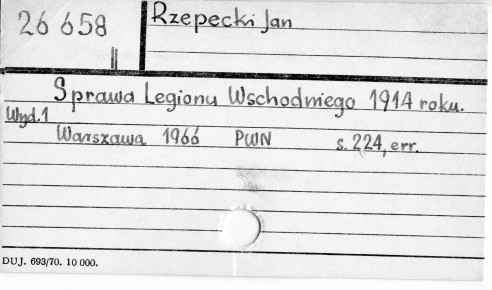 26 658
Rzepecki Jan
Sprawa Legionu Wschodniego 1914 roku.
Wyd.1
Warszawa 1966 PWN s. 224, err.
DUJ. 693/70. 10 000.